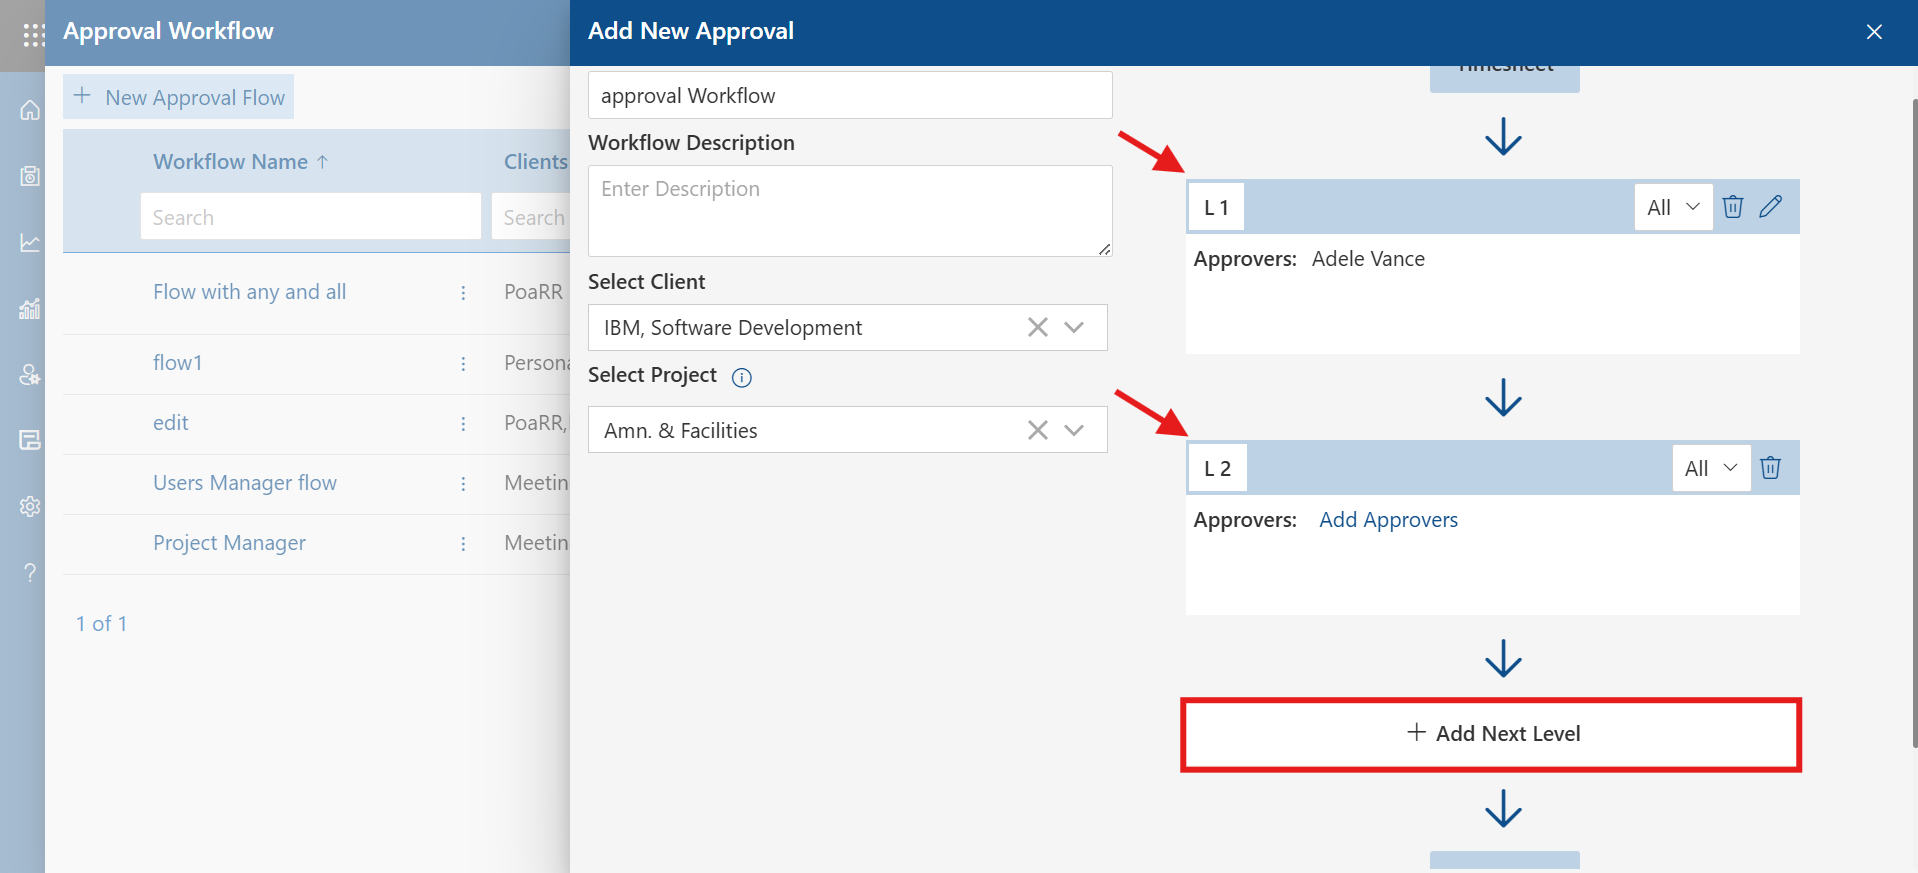 Approval Workflow
New Approval Flow
Workflow Name
Clients
Search
Search
Flow with any and all
PoaRR
flow1
Persona
edit
PoaRR,
Users Manager flow
Meetin
Project Manager
Meetin
1 of 1
Add New Approval
approval Workflow
Workflow Description
Enter Description
Select Client
IBM, Software Development
Select Project
Amn. & Facilities
Timesheet
L 1
All
Approvers: Adele Vance
L 2
All
Approvers: Add Approvers
+ Add Next Level